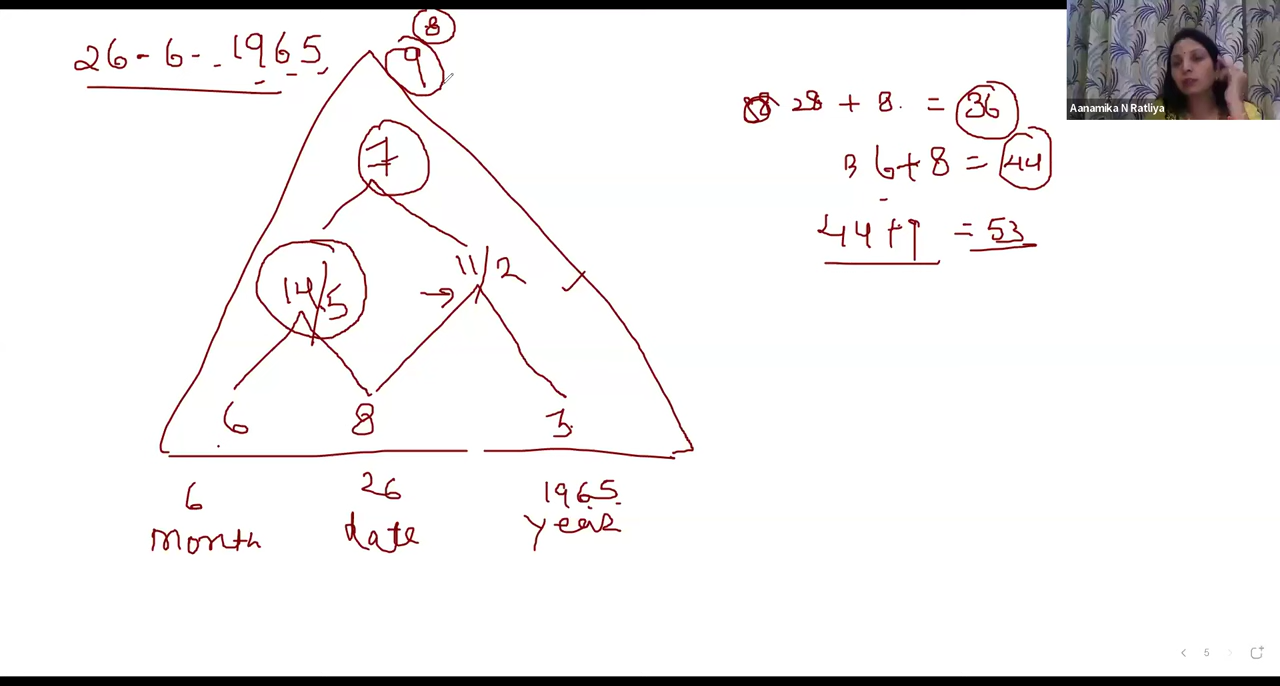 8
26 - 6 - 1965
9
Aanamika N Ratliya
28 + 8 = 36
7
36 + 8 = 44
44 + 9 = 53
14/5
11/2
6 8 3
6 26 1965
month date year
5